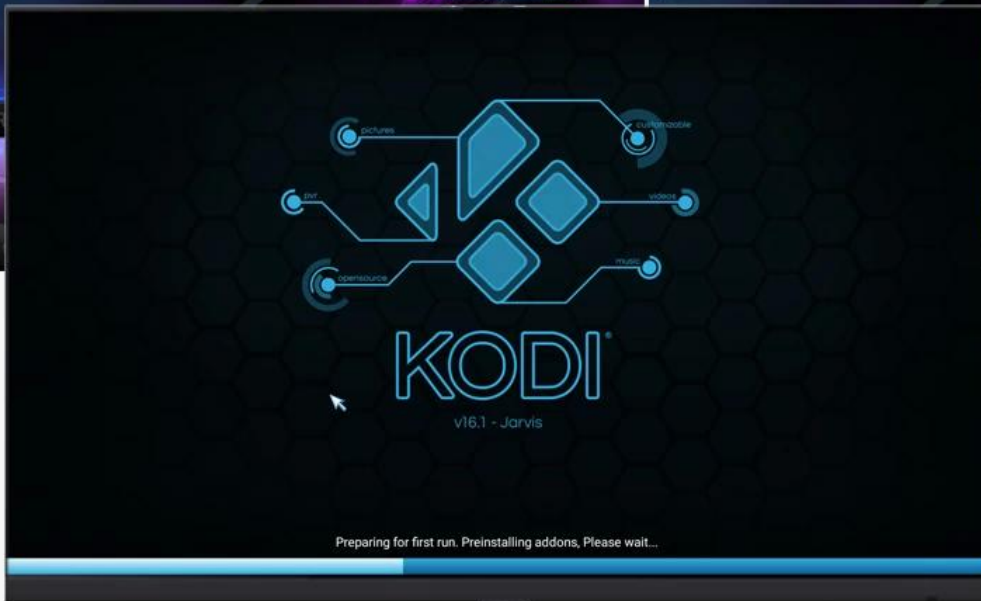 pictures
customizable
pvr
videos
music
opensource
KODI®
v16.1 - Jarvis
Preparing for first run. Preinstalling addons, Please wait...